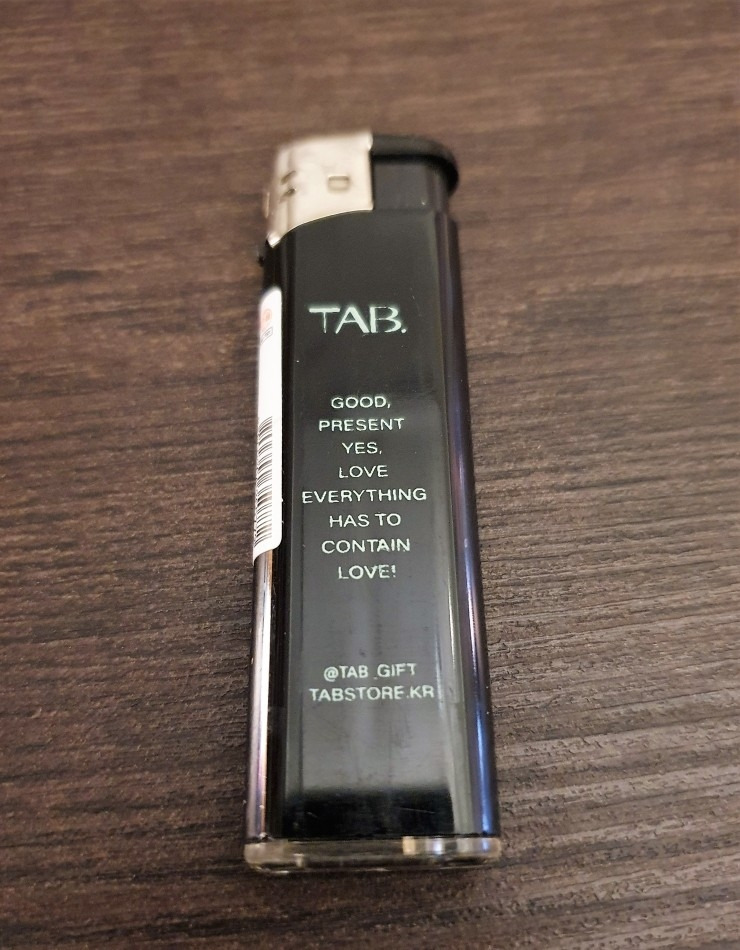 TAB.
GOOD,
PRESENT
YES,
LOVE
EVERYTHING
HAS TO
CONTAIN
LOVE!
@TAB_GIFT
TABSTORE.KR